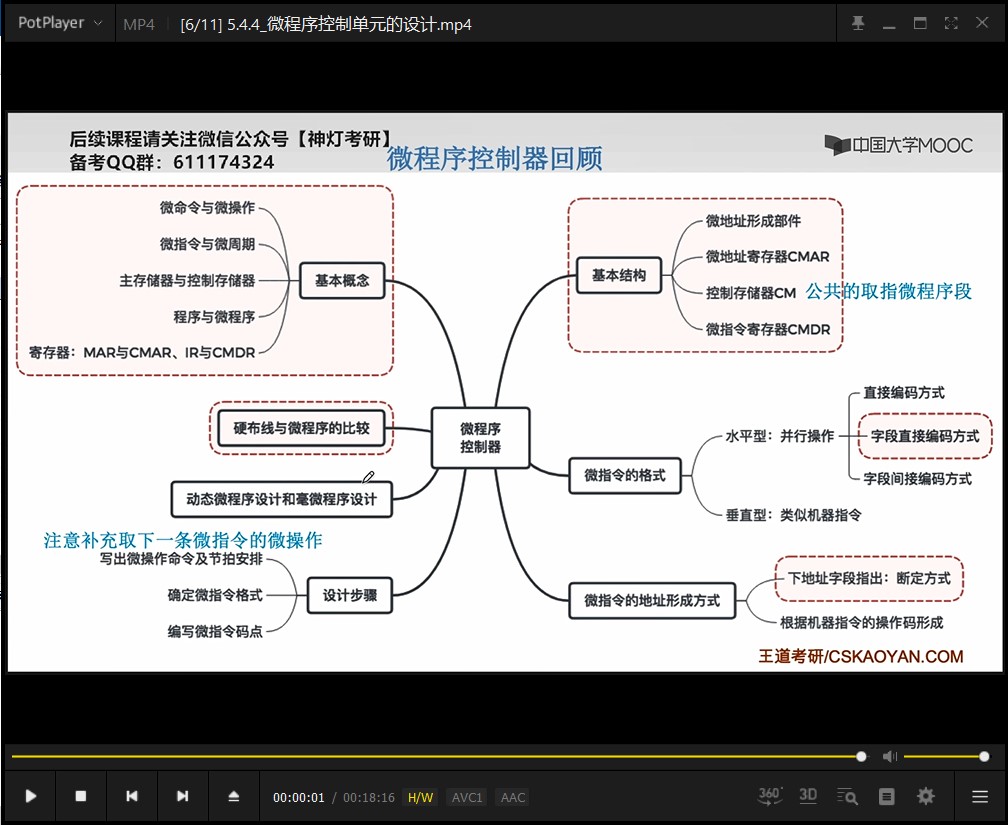 PotPlayer
MP4
[6/11] 5.4.4_微程序控制单元的设计.mp4
后续课程请关注微信公众号【神灯考研】
备考QQ群：611174324
微程序控制器回顾
中国大学MOOC
微命令与微操作
微指令与微周期
主存储器与控制存储器
程序与微程序
寄存器：MAR与CMAR、IR与CMDR
基本概念
硬布线与微程序的比较
动态微程序设计和毫微程序设计
注意补充取下一条微指令的微操作
写出微操作命令及节拍安排
确定微指令格式
编写微指令码点
设计步骤
微程序
控制器
基本结构
微地址形成部件
微地址寄存器CMAR
控制存储器CM 公共的取指微程序段
微指令寄存器CMDR
微指令的格式
水平型：并行操作
直接编码方式
字段直接编码方式
字段间接编码方式
垂直型：类似机器指令
微指令的地址形成方式
下地址字段指出：断定方式
根据机器指令的操作码形成
王道考研/CSKAOYAN.COM
00:00:01 / 00:18:16 H/W AVC1 AAC
360° 3D